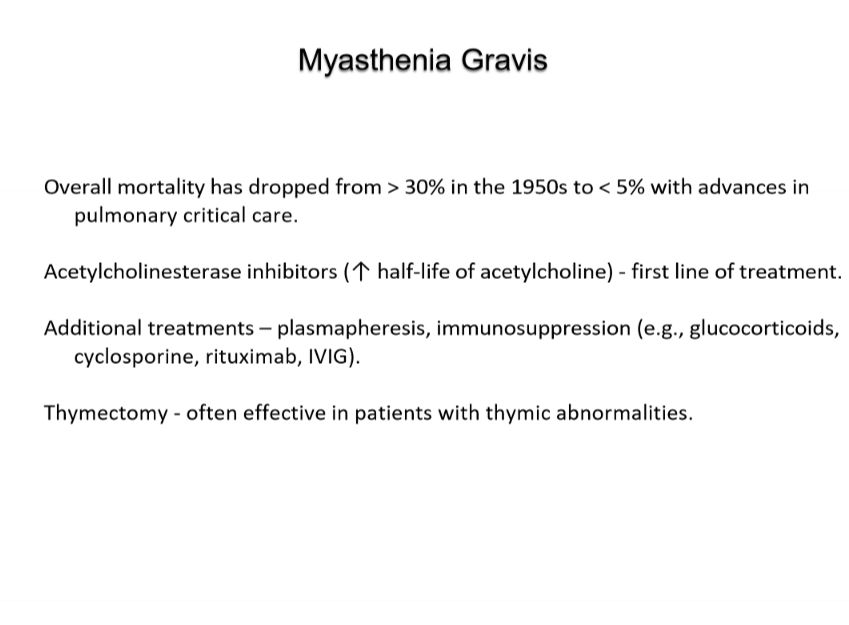 Myasthenia Gravis
Overall mortality has dropped from > 30% in the 1950s to < 5% with advances in
pulmonary critical care.
Acetylcholinesterase inhibitors (↑ half-life of acetylcholine) - first line of treatment.
Additional treatments – plasmapheresis, immunosuppression (e.g., glucocorticoids,
cyclosporine, rituximab, IVIG).
Thymectomy - often effective in patients with thymic abnormalities.